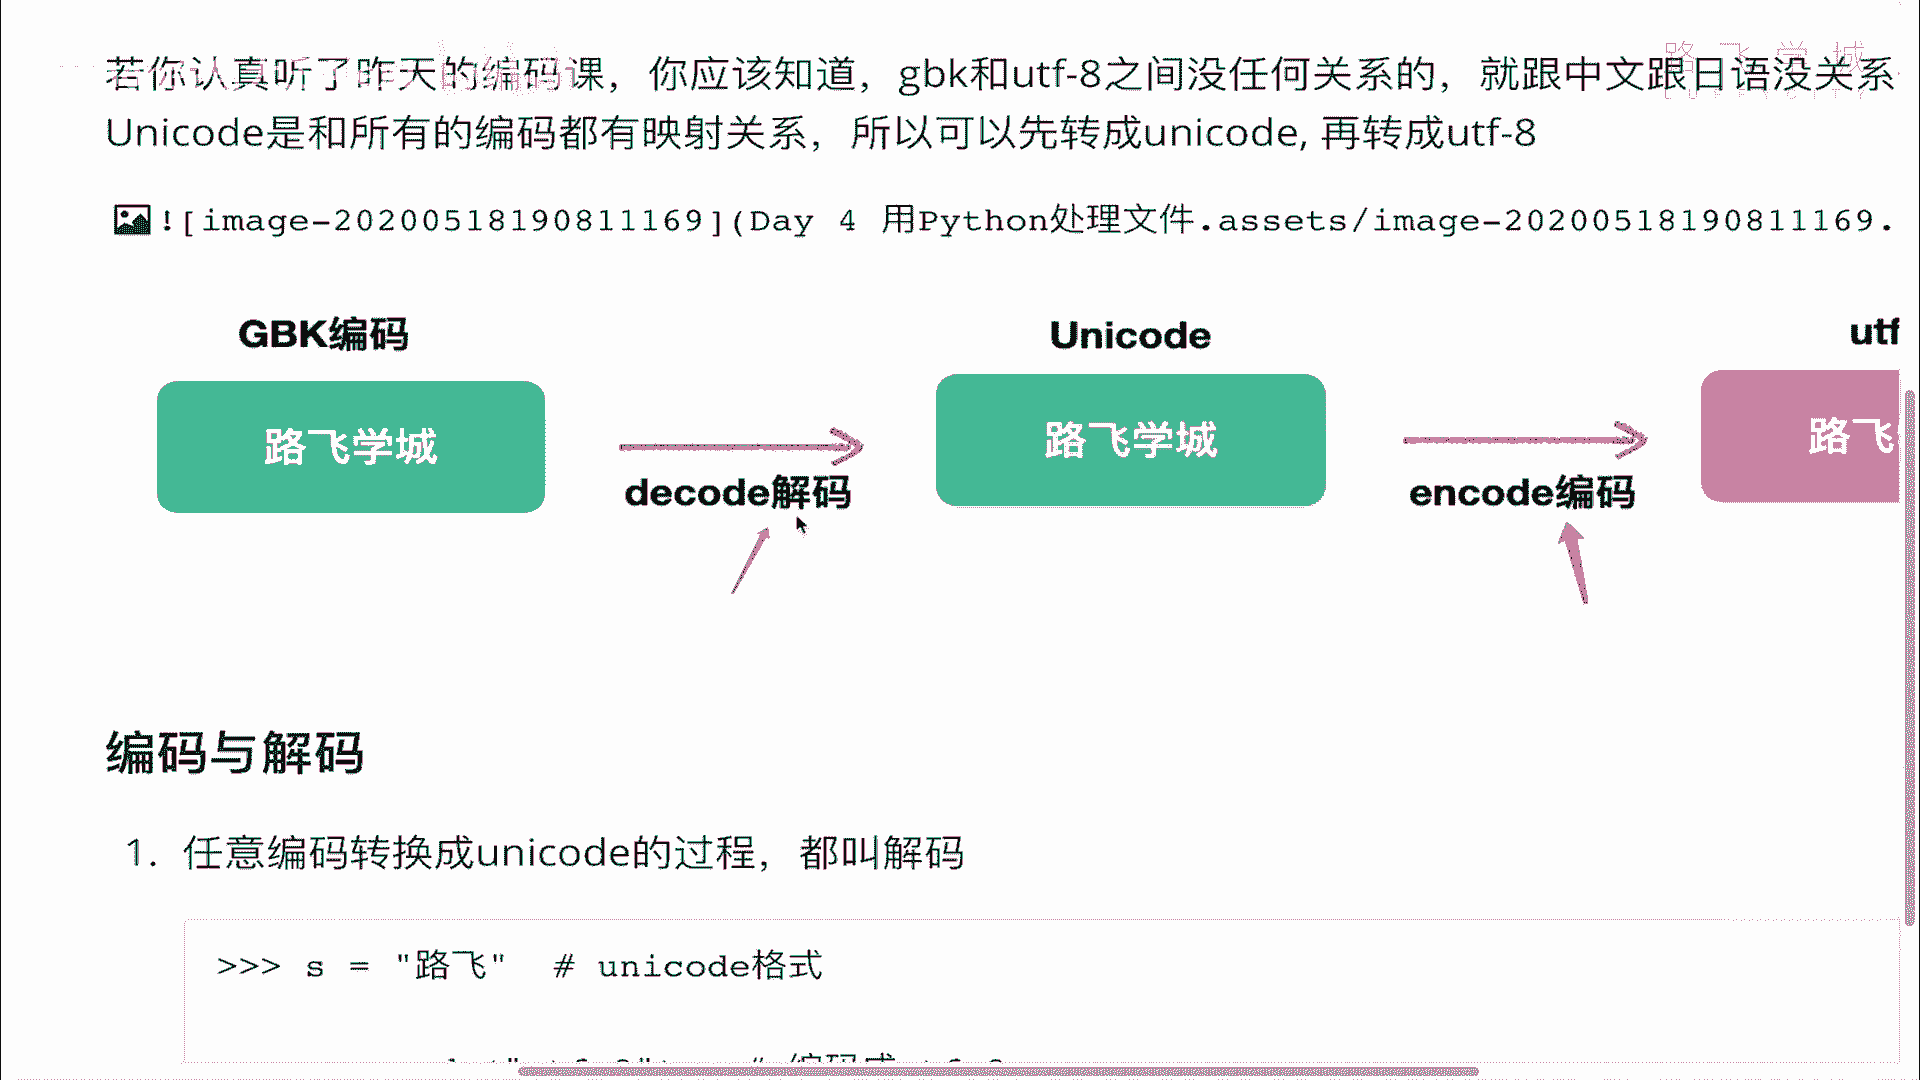 路飞学城
若你认真听了昨天的编码课，你应该知道，gbk和utf-8之间没任何关系的，就跟中文跟日语没关系
Unicode是和所有的编码都有映射关系，所以可以先转成unicode, 再转成utf-8
![image-20200518190811169](Day 4 用Python处理文件.assets/image-20200518190811169.
GBK编码
Unicode
utf
路飞学城
路飞学城
路飞
decode解码
encode编码
编码与解码
1. 任意编码转换成unicode的过程，都叫解码
>>> s = "路飞"  # unicode格式